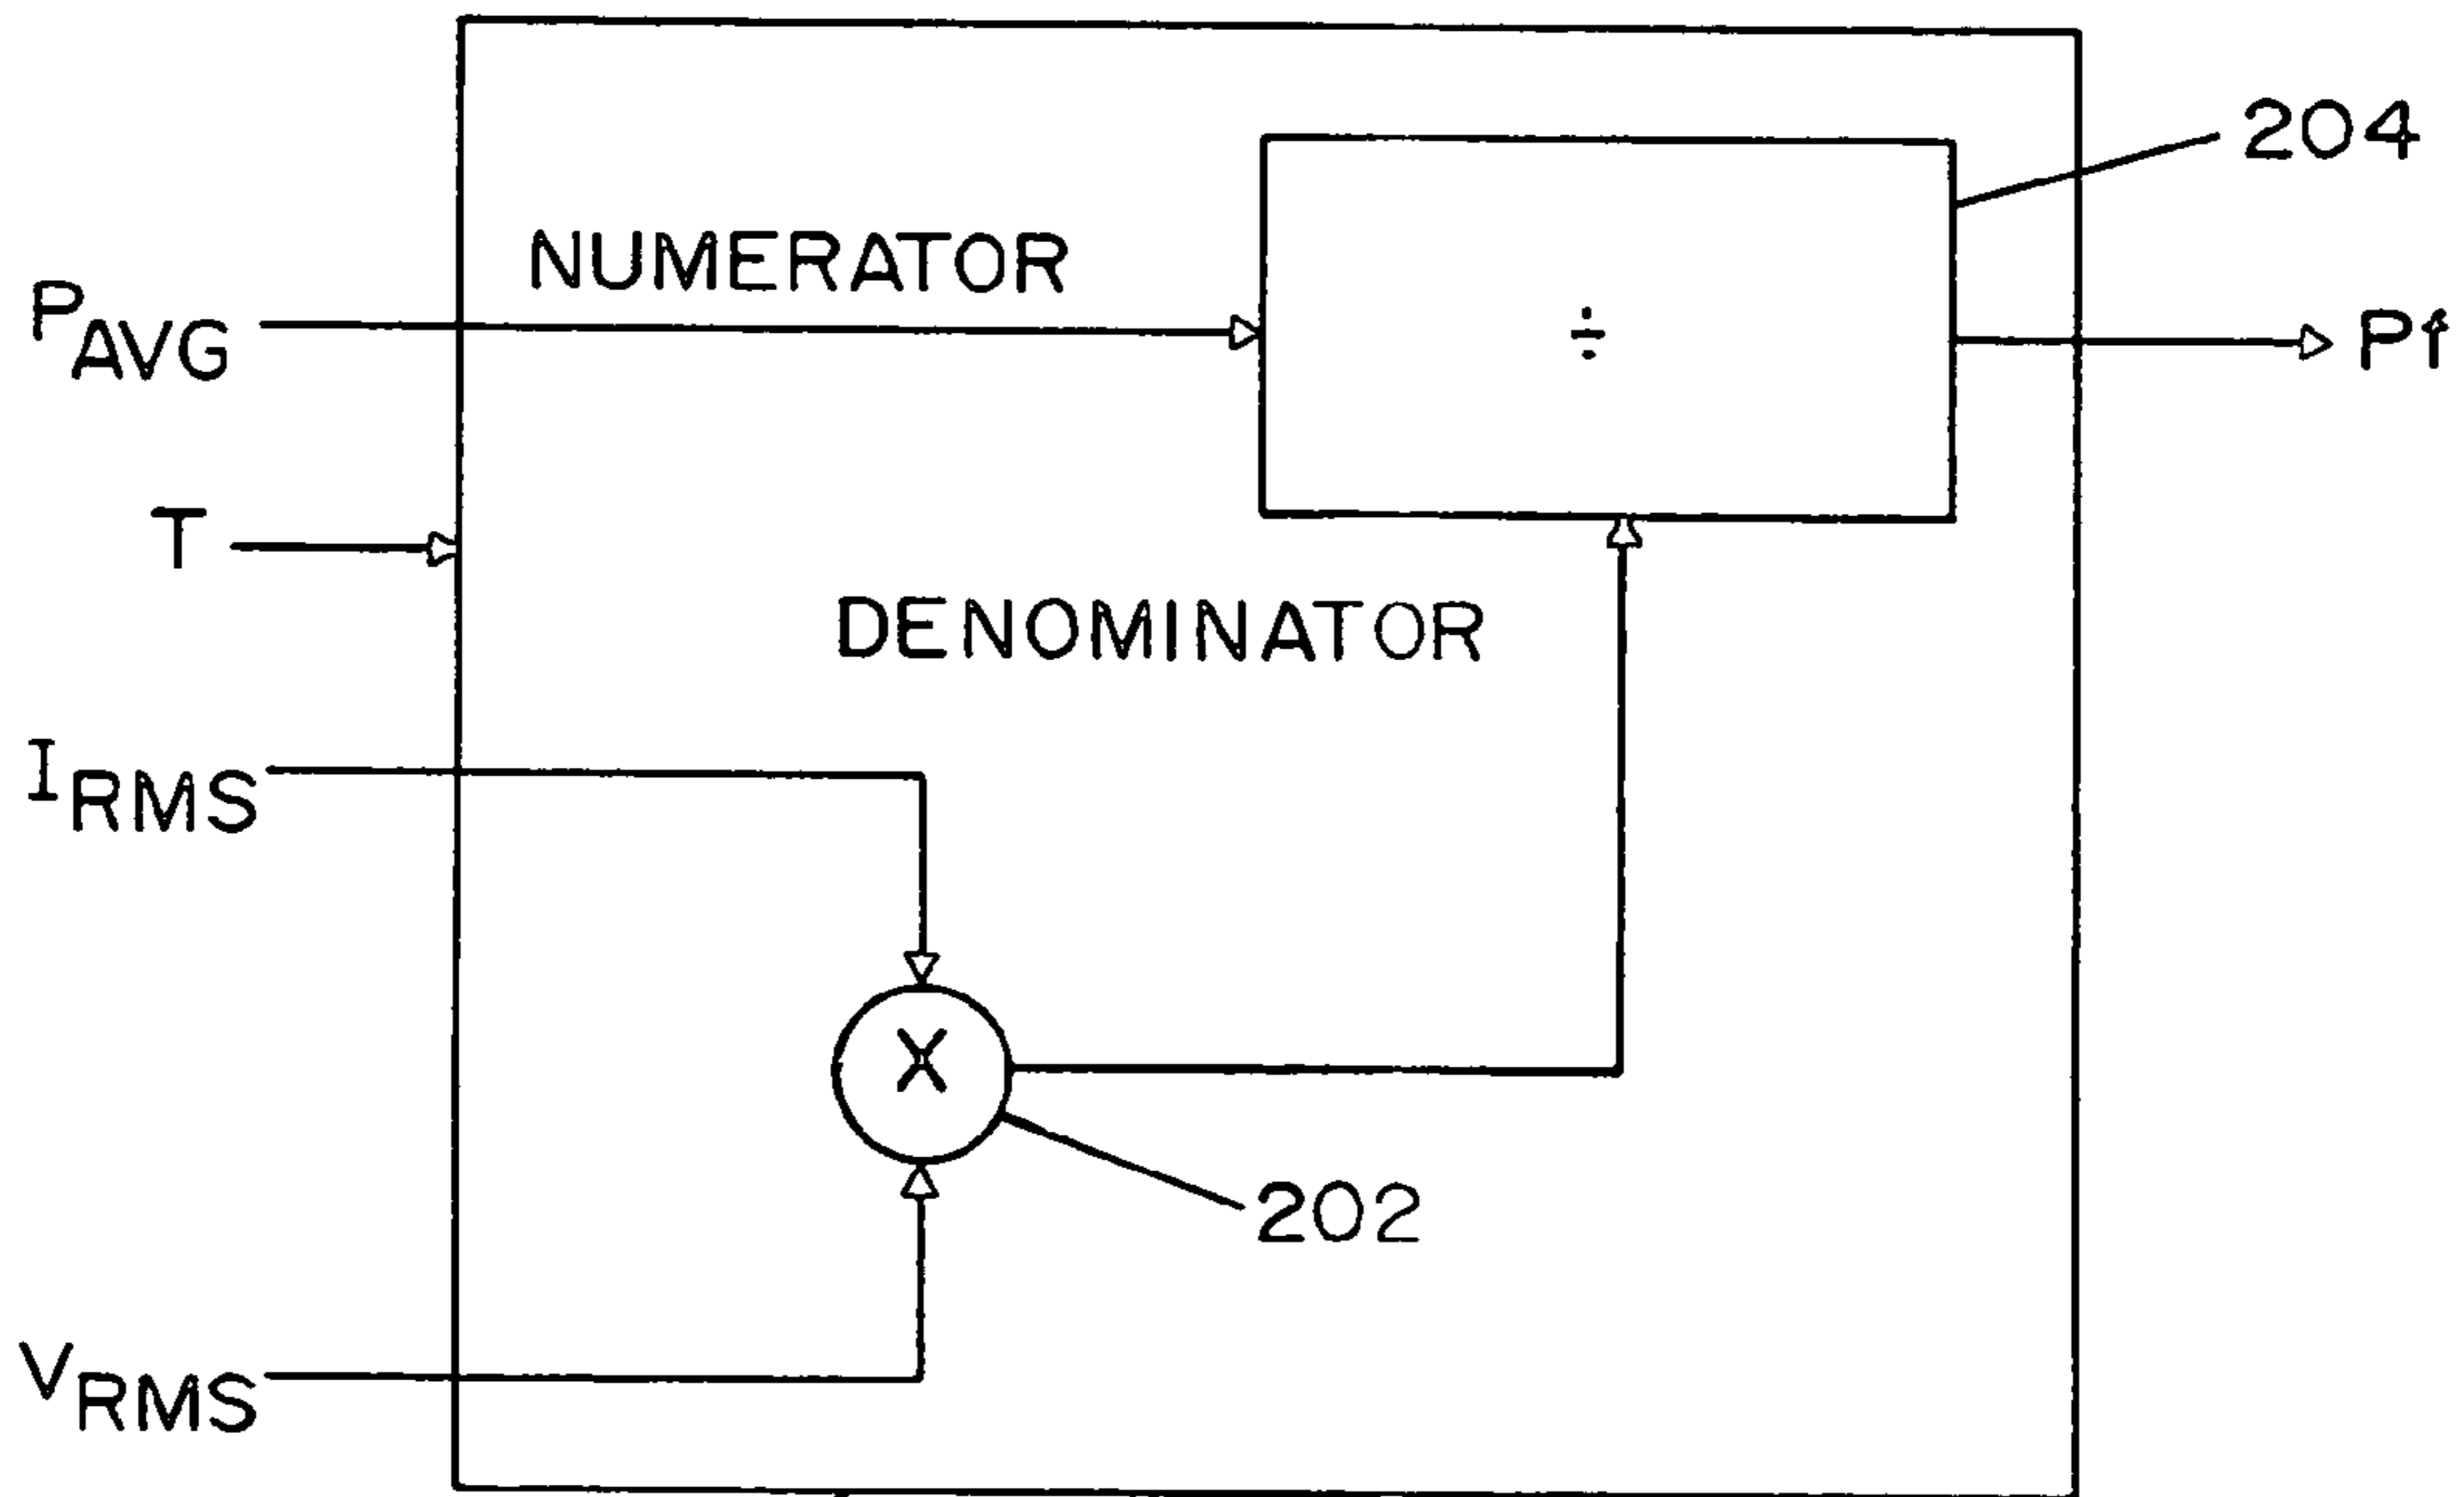 204
NUMERATOR
PAVG
÷
Pf
T
DENOMINATOR
IRMS
X
202
VRMS